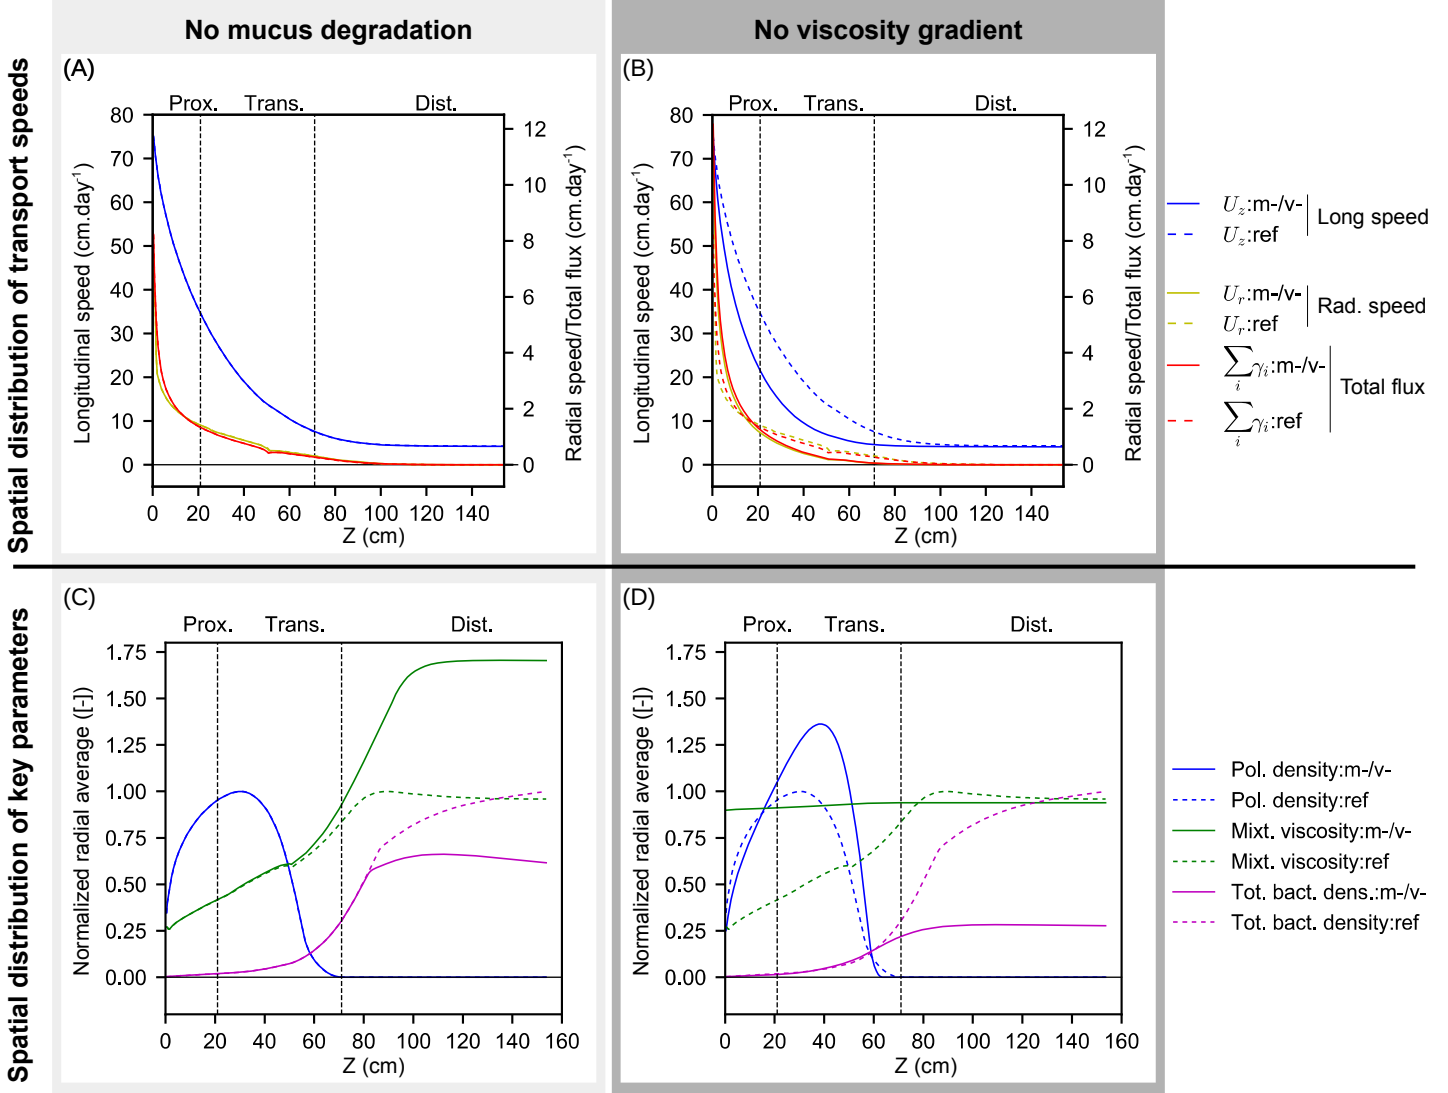 No mucus degradation
No viscosity gradient
Spatial distribution of transport speeds
(A)
Prox. Trans. Dist.
80
70
60
50
40
30
20
10
0
12
10
8
6
4
2
0
Longitudinal speed (cm.day-1)
Radial speed/Total flux (cm.day-1)
0 20 40 60 80 100 120 140
Z (cm)
(B)
Prox. Trans. Dist.
80
70
60
50
40
30
20
10
0
12
10
8
6
4
2
0
Longitudinal speed (cm.day-1)
Radial speed/Total flux (cm.day-1)
0 20 40 60 80 100 120 140
Z (cm)
Uz:m-/v-
Uz:ref
Long speed
Ur:m-/v-
Ur:ref
Rad. speed
∑i γi:m-/v-
∑i γi:ref
Total flux
Spatial distribution of key parameters
(C)
Prox. Trans. Dist.
1.75
1.50
1.25
1.00
0.75
0.50
0.25
0.00
Normalized radial average ([-])
0 20 40 60 80 100 120 140 160
Z (cm)
(D)
Prox. Trans. Dist.
1.75
1.50
1.25
1.00
0.75
0.50
0.25
0.00
Normalized radial average ([-])
0 20 40 60 80 100 120 140 160
Z (cm)
Pol. density:m-/v-
Pol. density:ref
Mixt. viscosity:m-/v-
Mixt. viscosity:ref
Tot. bact. dens.:m-/v-
Tot. bact. density:ref